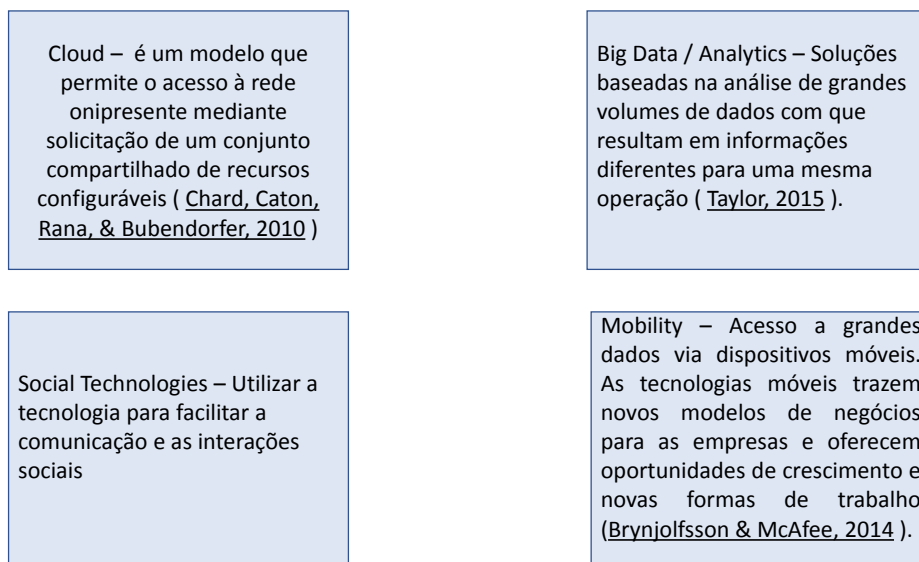 Cloud – é um modelo que
permite o acesso à rede
onipresente mediante
solicitação de um conjunto
compartilhado de recursos
configuráveis ( Chard, Caton,
Rana, & Bubendorfer, 2010 )
Big Data / Analytics – Soluções
baseadas na análise de grandes
volumes de dados com que
resultam em informações
diferentes para uma mesma
operação ( Taylor, 2015 ).
Social Technologies – Utilizar a
tecnologia para facilitar a
comunicação e as interações
sociais
Mobility – Acesso a grandes
dados via dispositivos móveis.
As tecnologias móveis trazem
novos modelos de negócios
para as empresas e oferecem
oportunidades de crescimento e
novas formas de trabalho
(Brynjolfsson & McAfee, 2014 ).